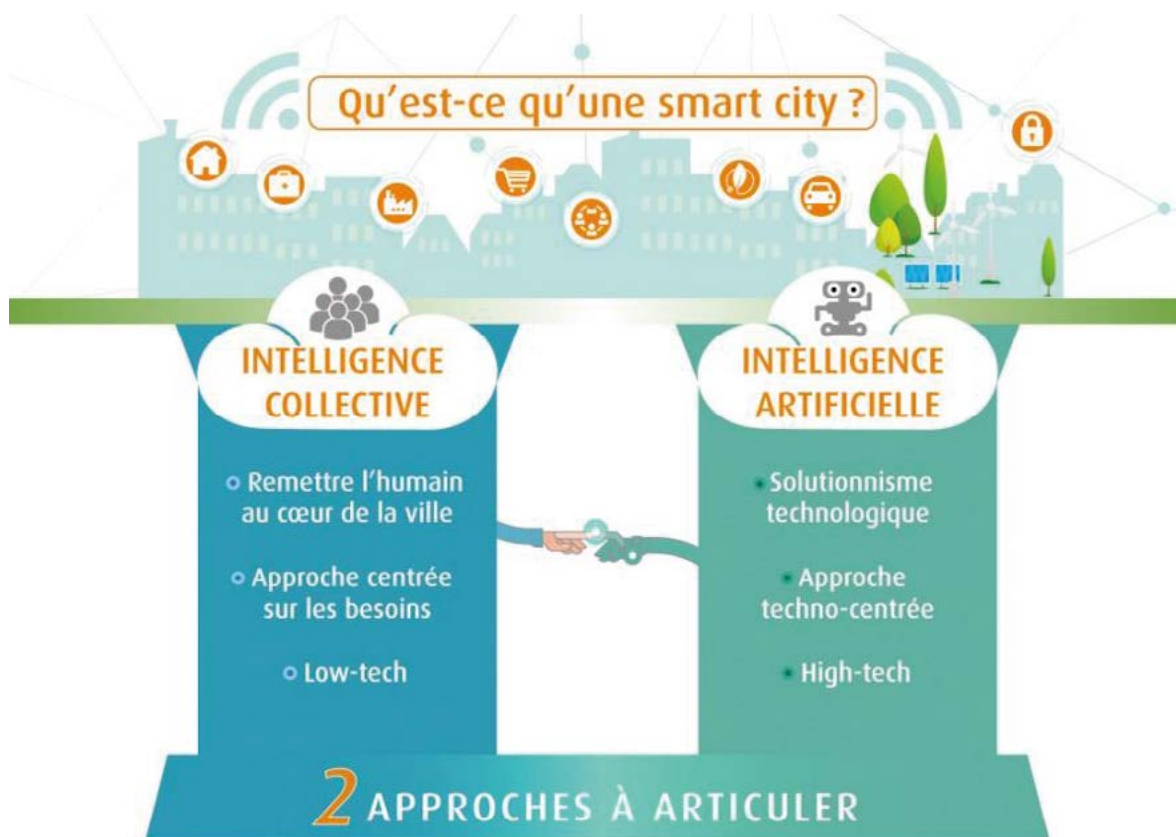 Qu'est-ce qu'une smart city ?
INTELLIGENCE
COLLECTIVE
Remettre l'humain
au cœur de la ville
Approche centrée
sur les besoins
Low-tech
INTELLIGENCE
ARTIFICIELLE
Solutionnisme
technologique
Approche
techno-centrée
High-tech
2 APPROCHES À ARTICULER